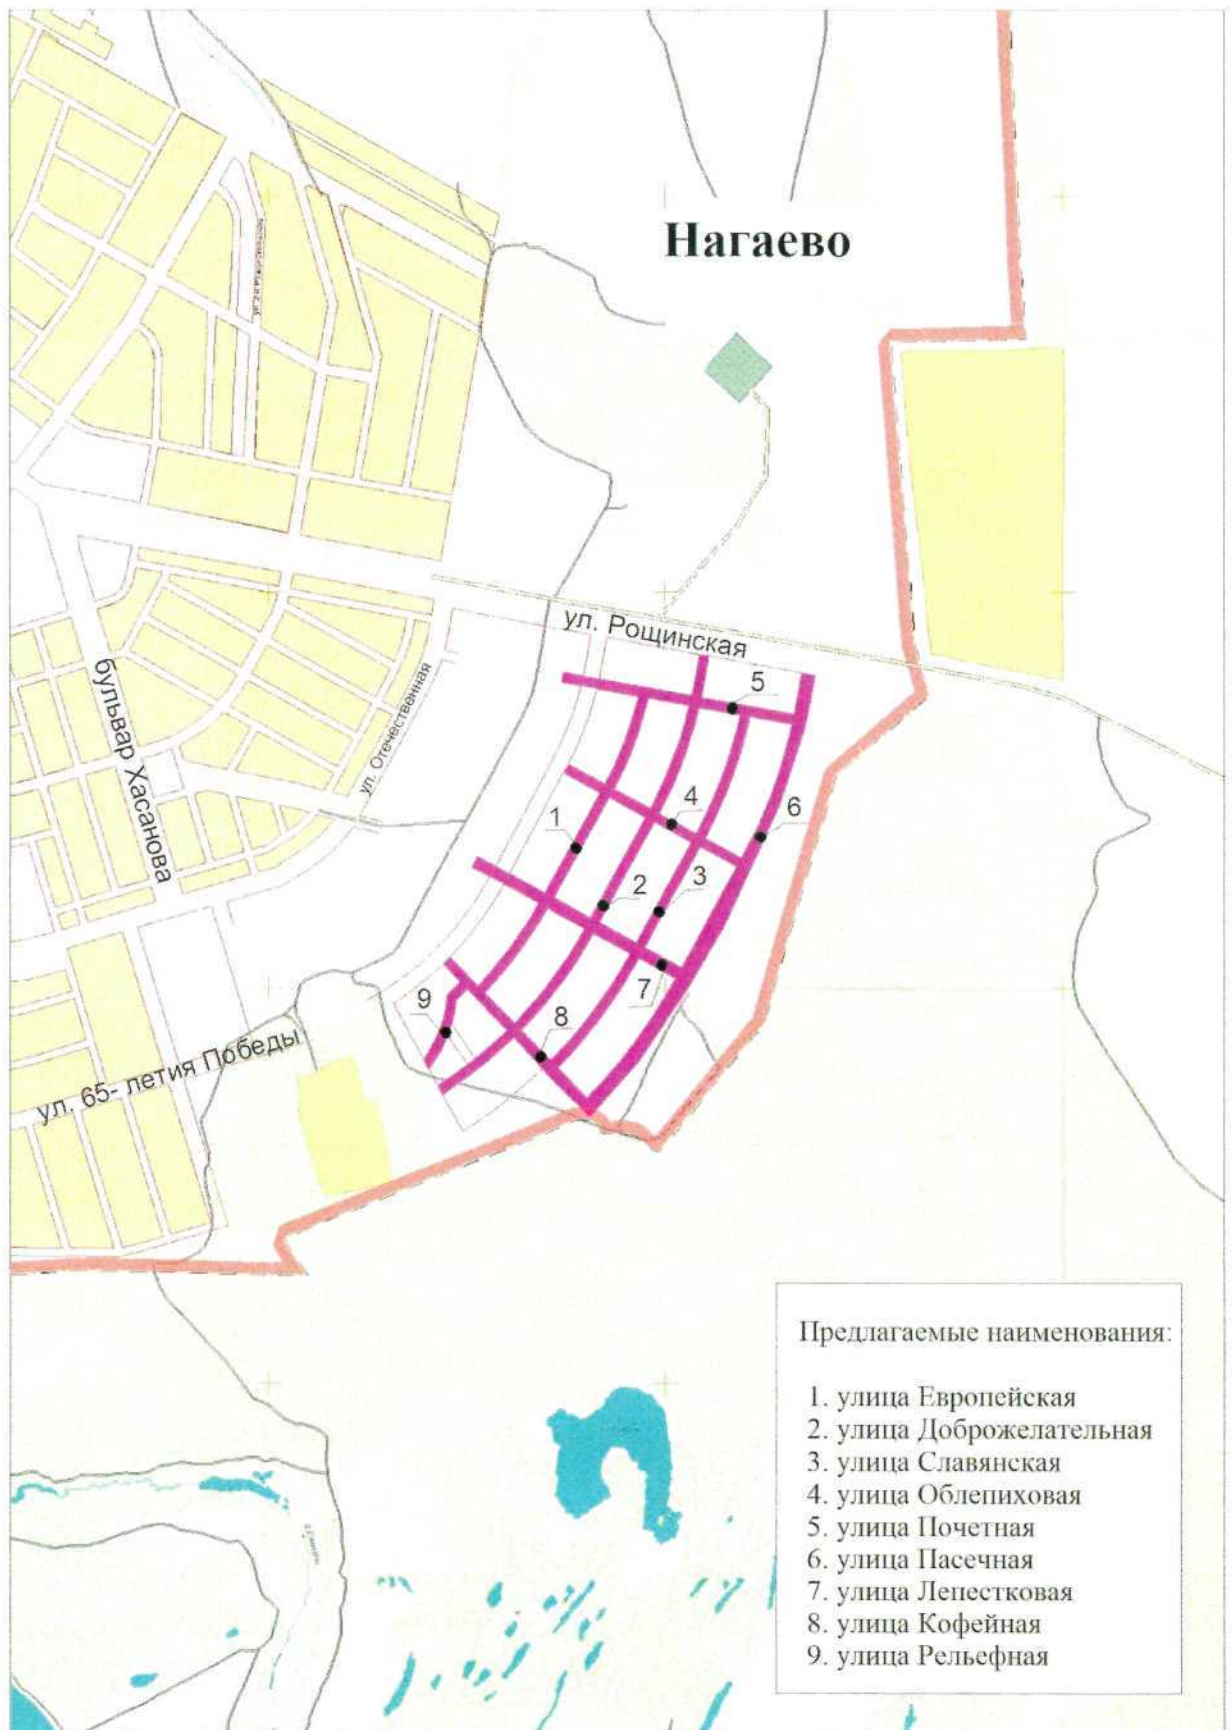 Нагаево
ул. Рощинская
5
бульвар Хасанова
ул. Отечественная
4
6
1
2
3
7
9
8
ул. 65- летия Победы
Предлагаемые наименования:
1. улица Европейская
2. улица Доброжелательная
3. улица Славянская
4. улица Облепиховая
5. улица Почетная
6. улица Пасечная
7. улица Лепестковая
8. улица Кофейная
9. улица Рельефная